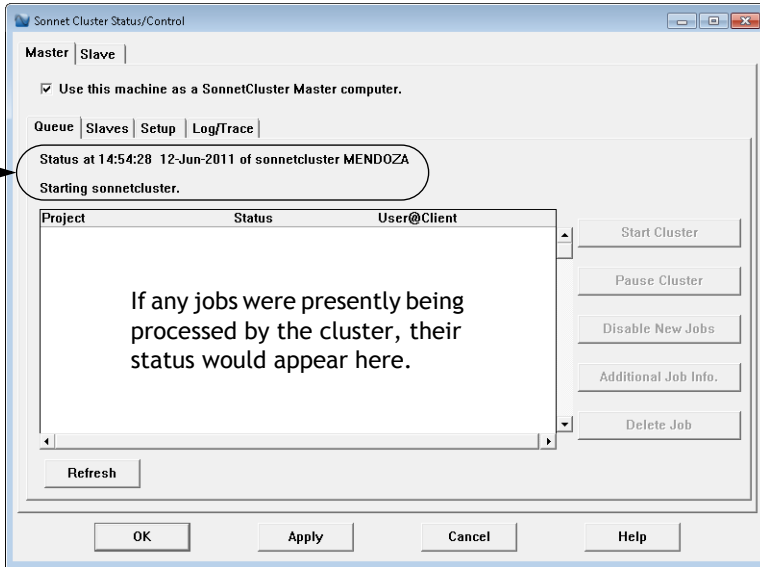 Sonnet Cluster Status/Control
Master Slave
Use this machine as a SonnetCluster Master computer.
Queue Slaves Setup Log/Trace
Status at 14:54:28 12-Jun-2011 of sonnetcluster MENDOZA
Starting sonnetcluster.
Project Status User@Client
If any jobs were presently being
processed by the cluster, their
status would appear here.
Start Cluster
Pause Cluster
Disable New Jobs
Additional Job Info.
Delete Job
Refresh
OK Apply Cancel Help